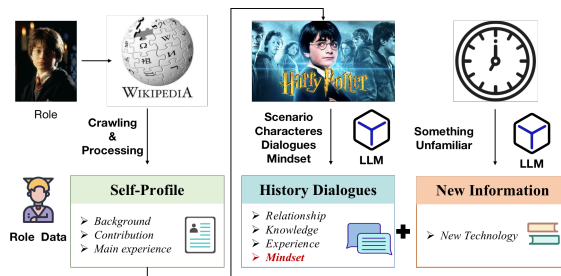 Role
WIKIPEDIA
Crawling
&
Processing
Role Data
Self-Profile
Background
Contribution
Main experience
Harry Potter
Scenario
Characteres
Dialogues
Mindset
LLM
History Dialogues
Relationship
Knowledge
Experience
Mindset
Something
Unfamiliar
LLM
New Information
New Technology